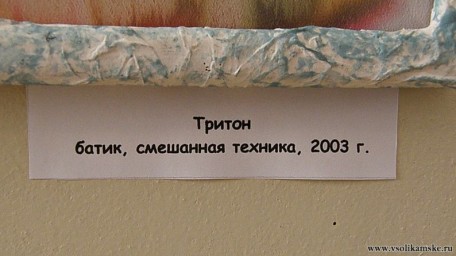 Тритон
батик, смешанная техника, 2003 г.
www.vsolikamske.ru